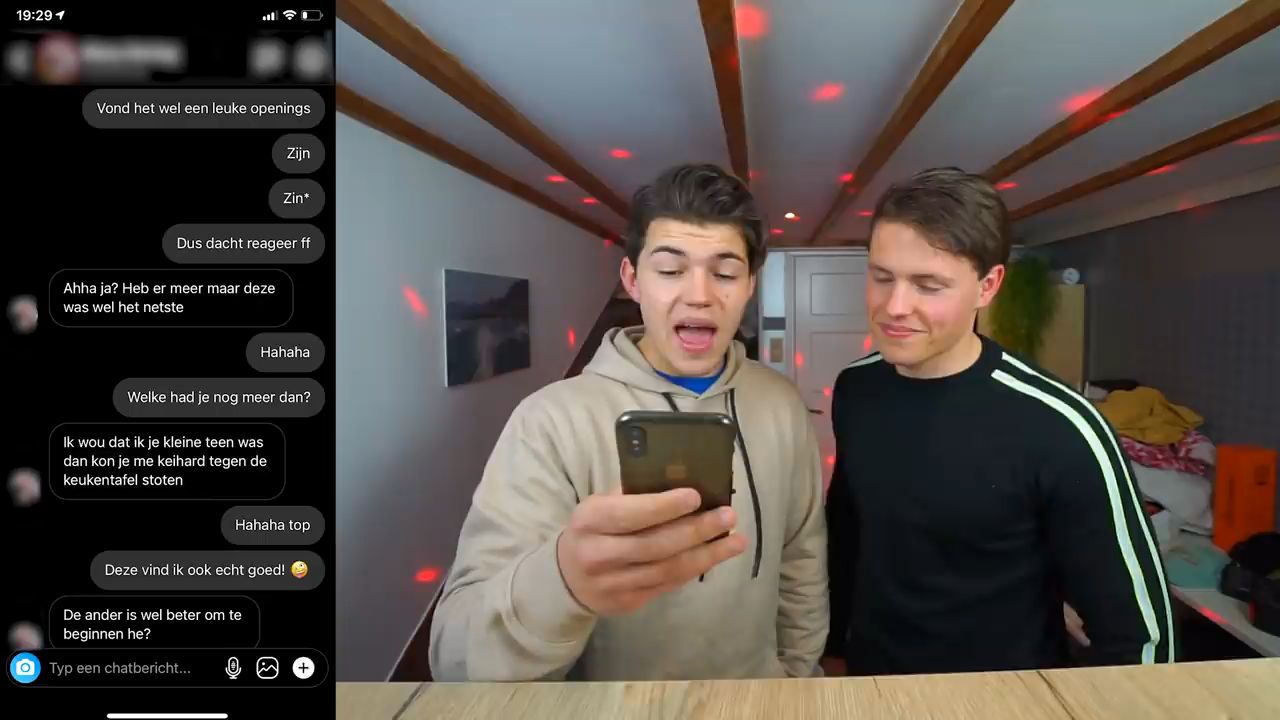 19:29
Vond het wel een leuke openings
Zijn
Zin*
Dus dacht reageer ff
Ahha ja? Heb er meer maar deze
was wel het netste
Hahaha
Welke had je nog meer dan?
Ik wou dat ik je kleine teen was
dan kon je me keihard tegen de
keukentafel stoten
Hahaha top
Deze vind ik ook echt goed! 🤪
De ander is wel beter om te
beginnen he?
Typ een chatbericht...